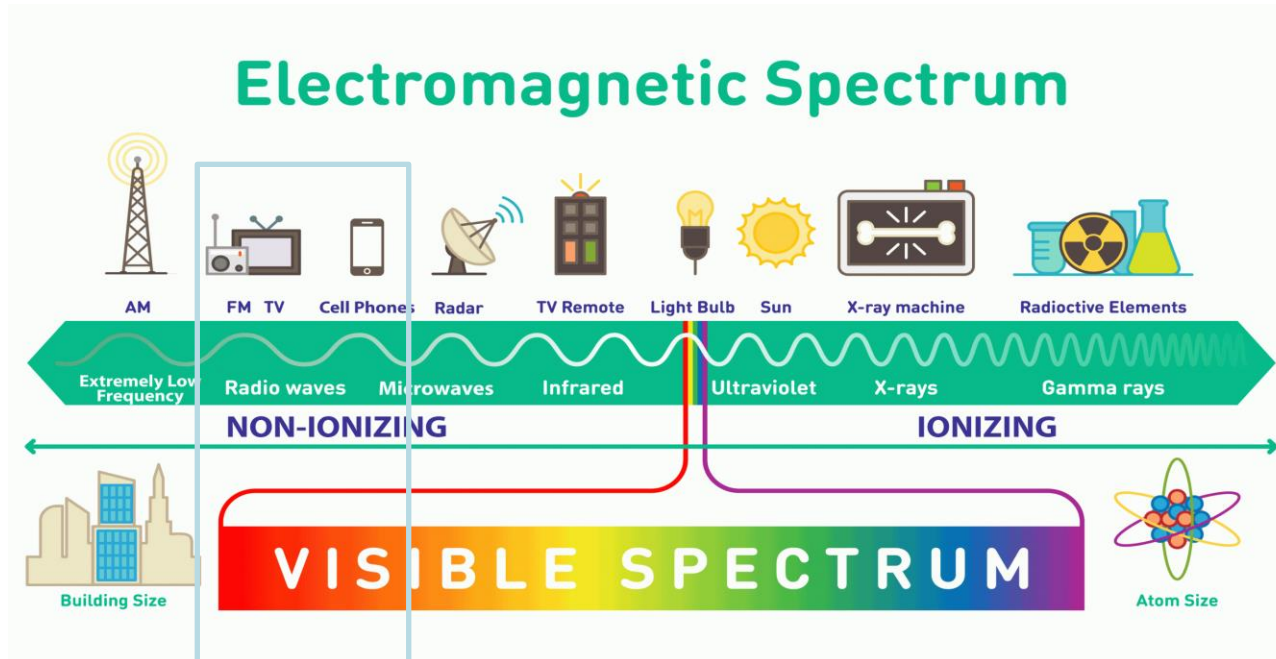 Electromagnetic Spectrum
AM
FM TV
Cell Phones
Radar
TV Remote
Light Bulb
Sun
X-ray machine
Radioctive Elements
Extremely Low
Frequency
Radio waves
Microwaves
Infrared
Ultraviolet
X-rays
Gamma rays
NON-IONIZING
IONIZING
VISIBLE SPECTRUM
Building Size
Atom Size